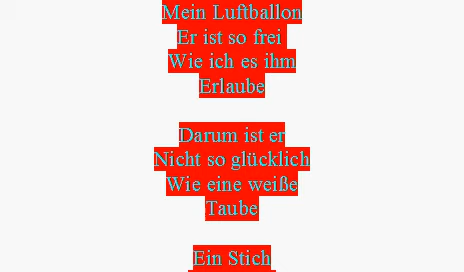 Mein Luftballon
Er ist so frei
Wie ich es ihm
Erlaube
Darum ist er
Nicht so glücklich
Wie eine weiße
Taube
Ein Stich